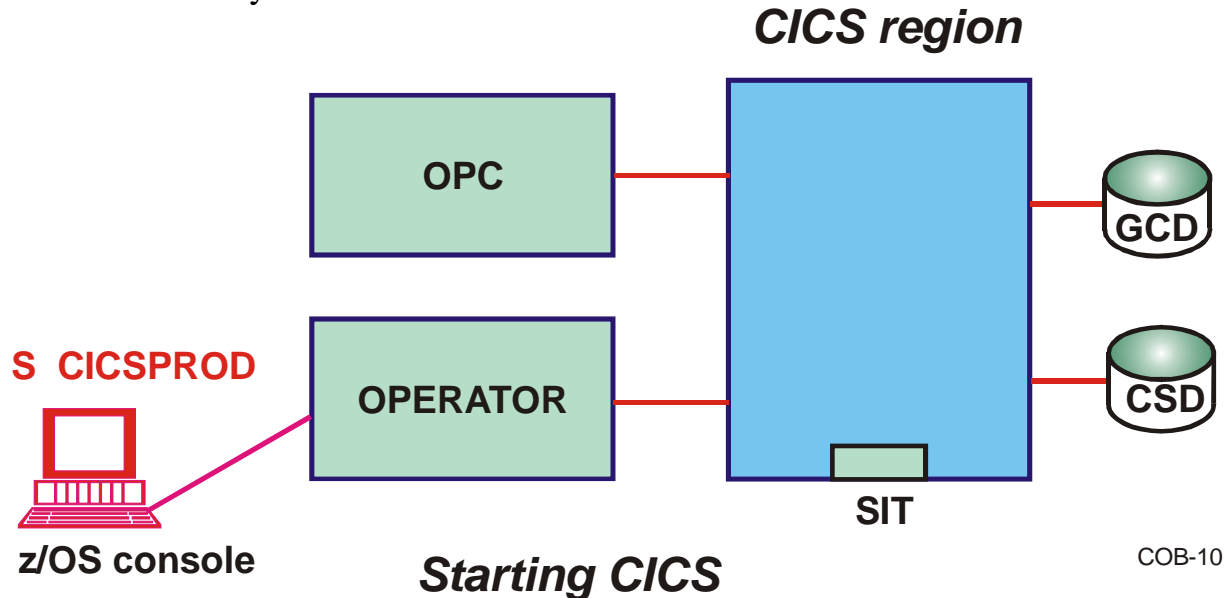 CICS region
OPC
GCD
S CICSPROD
OPERATOR
CSD
SIT
z/OS console
Starting CICS
COB-10